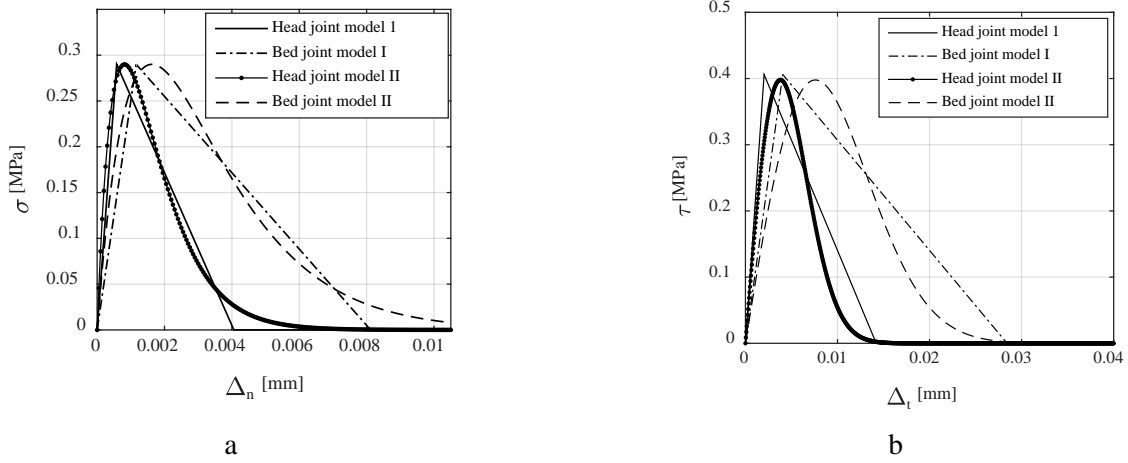 Head joint model 1
Bed joint model I
Head joint model II
Bed joint model II
0.3
0.25
0.2
0.15
0.1
0.05
0
σ [MPa]
0 0.002 0.004 0.006 0.008 0.01
Δn [mm]
a
Head joint model 1
Bed joint model I
Head joint model II
Bed joint model II
0.5
0.4
0.3
0.2
0.1
0
τ [MPa]
0 0.01 0.02 0.03 0.04
Δt [mm]
b